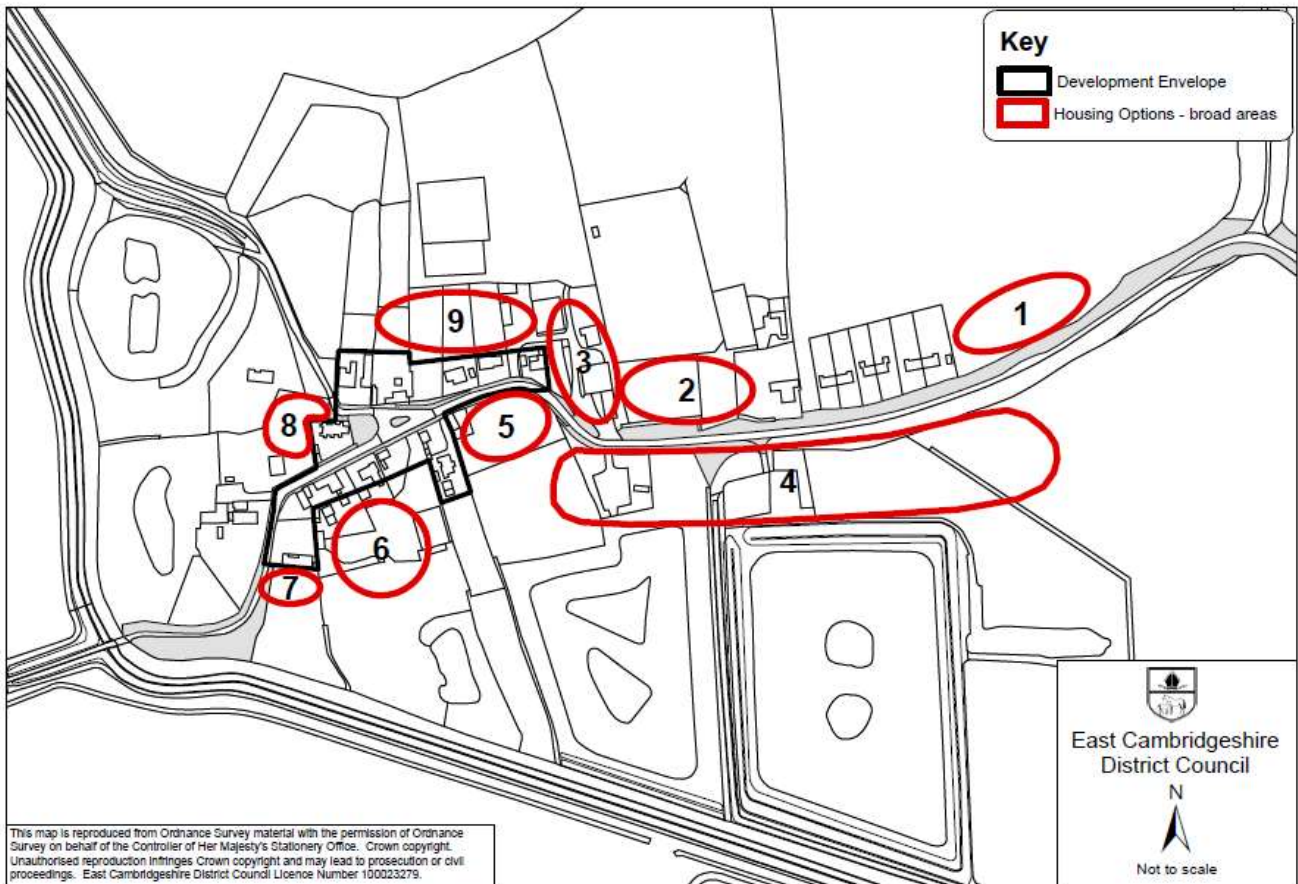 Key
Development Envelope
Housing Options - broad areas
1
9
3
2
8
5
4
6
7
East Cambridgeshire
District Council
N
Not to scale
This map is reproduced from Ordnance Survey material with the permission of Ordnance
Survey on behalf of the Controller of Her Majesty's Stationery Office. Crown copyright.
Unauthorised reproduction infringes Crown copyright and may lead to prosecution or civil
proceedings. East Cambridgeshire District Council Licence Number 100023279.